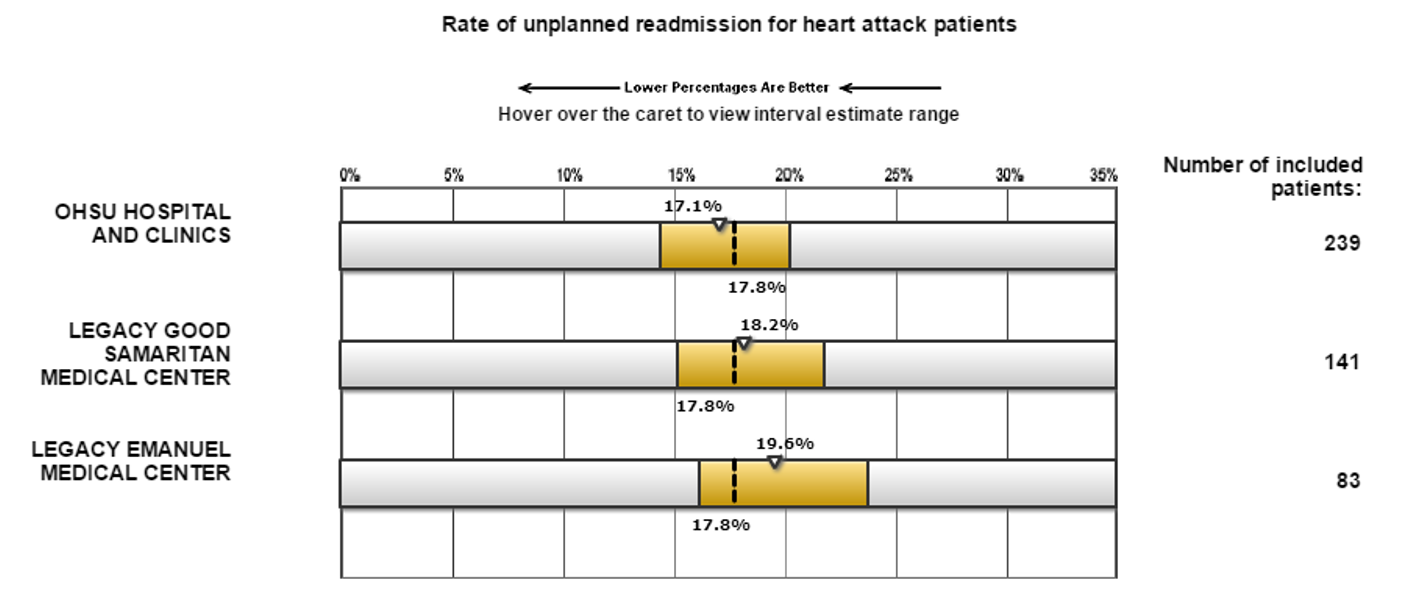 Rate of unplanned readmission for heart attack patients
Lower Percentages Are Better
Hover over the caret to view interval estimate range
0% 5% 10% 15% 20% 25% 30% 35%
Number of included
patients:
OHSU HOSPITAL
AND CLINICS
17.1%
17.8%
239
LEGACY GOOD
SAMARITAN
MEDICAL CENTER
18.2%
17.8%
141
LEGACY EMANUEL
MEDICAL CENTER
19.6%
17.8%
83